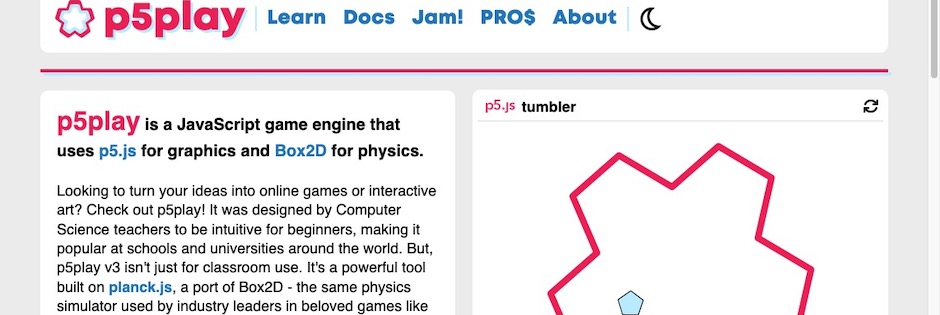 p5play Learn Docs Jam! PRO$ About
p5play is a JavaScript game engine that
uses p5.js for graphics and Box2D for physics.
Looking to turn your ideas into online games or interactive
art? Check out p5play! It was designed by Computer
Science teachers to be intuitive for beginners, making it
popular at schools and universities around the world. But,
p5play v3 isn't just for classroom use. It's a powerful tool
built on planck.js, a port of Box2D - the same physics
simulator used by industry leaders in beloved games like
p5.js tumbler